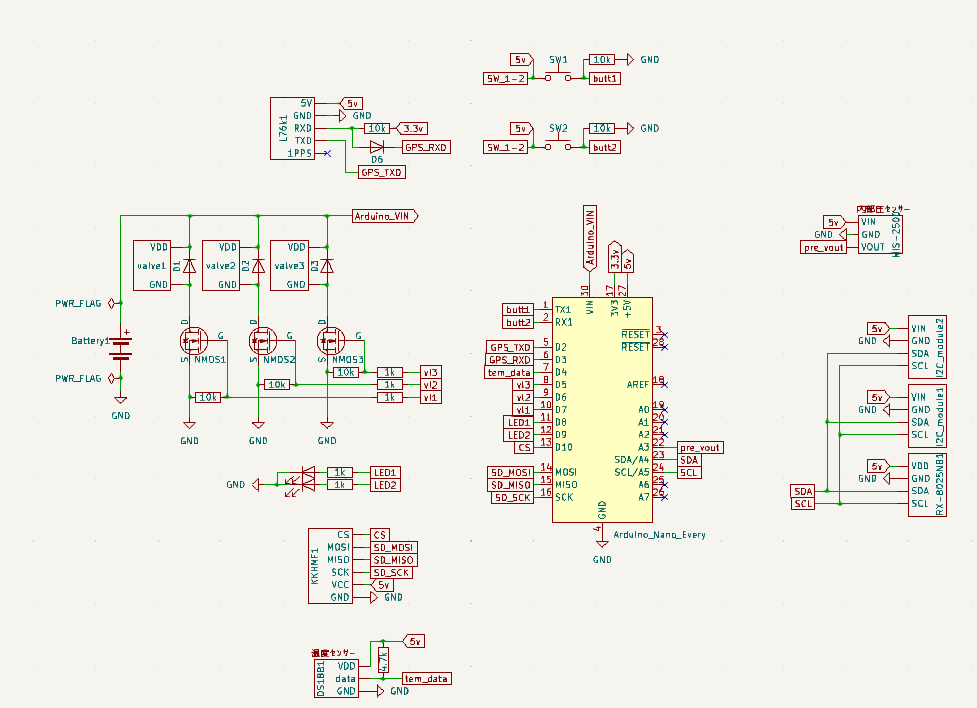 5v
SW1
10k
GND
SW_1-2
butt1
5v
SW2
10k
GND
SW_1-2
butt2
L76k1
5V
5v
GND
GND
RXD
10k
3.3v
TXD
GPS_RXD
1PPS
D6
GPS_TXD
Arduino_VIN
VDD
valve1
GND
D1
VDD
valve2
GND
D2
VDD
valve3
GND
D3
PWR_FLAG
Battery1
+
PWR_FLAG
GND
D
G
S
NMOS1
D
G
S
NMOS2
D
G
S
NMOS3
10k
1k
vl3
10k
1k
vl2
10k
1k
vl1
GND
GND
GND
GND
1k
LED1
1k
LED2
KKHMF1
CS
CS
MOSI
SD_MOSI
MISO
SD_MISO
SCK
SD_SCK
VCC
5v
GND
GND
温度センサー
5v
4.7k
DS18B1
VDD
data
tem_data
GND
GND
Arduino_VIN
3.3v
5v
30
17
27
VIN
3V3
+5V
butt1
1
TX1
butt2
2
RX1
RESET
3
RESET
28
GPS_TXD
5
D2
GPS_RXD
6
D3
tem_data
7
D4
vl3
8
D5
AREF
18
vl2
9
D6
vl1
10
D7
A0
19
LED1
11
D8
A1
20
LED2
12
D9
A2
21
CS
13
D10
A3
22
pre_vout
SDA/A4
23
SDA
SD_MOSI
14
MOSI
SCL/A5
24
SCL
SD_MISO
15
MISO
A6
25
SD_SCK
16
SCK
A7
26
GND
4
Arduino_Nano_Every
GND
内部圧センサー
5v
VIN
GND
GND
pre_vout
VOUT
5v
VIN
GND
GND
SDA
SCL
I2C_module2
5v
VIN
GND
GND
SDA
SCL
I2C_module1
5v
VDD
GND
GND
SDA
SDA
SCL
SCL
RX-8025NB1